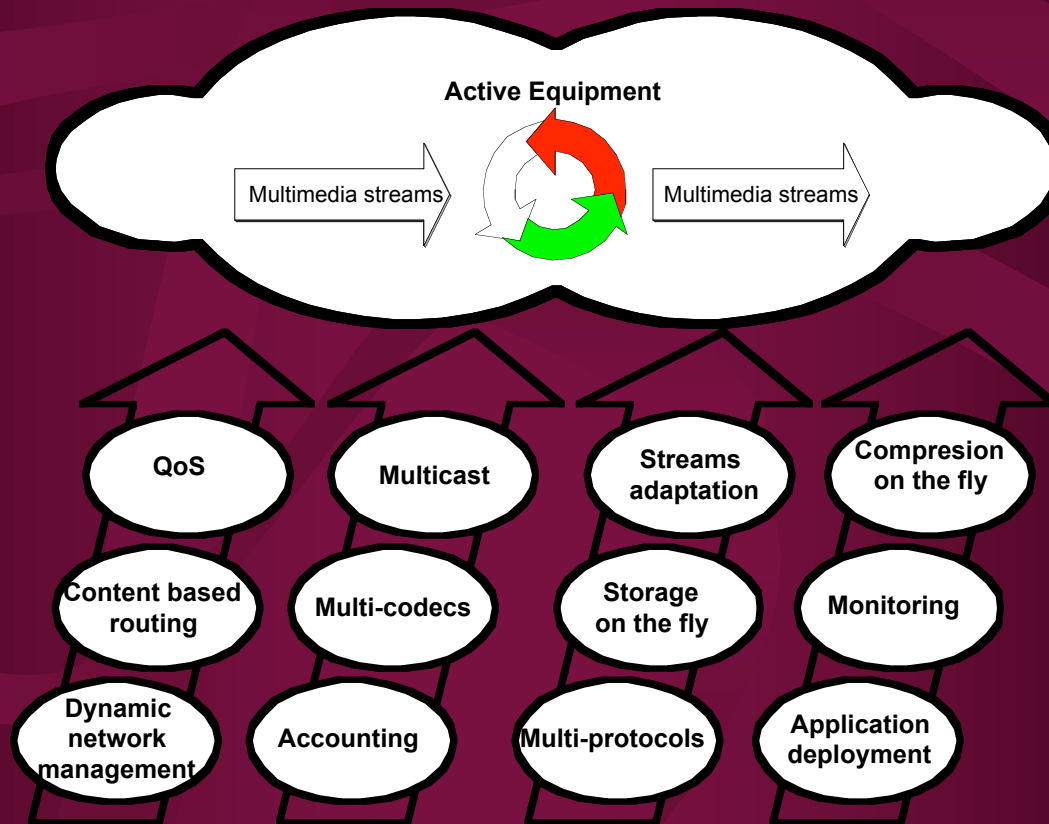 Active Equipment
Multimedia streams
Multimedia streams
QoS
Multicast
Streams
adaptation
Compresion
on the fly
Content based
routing
Multi-codecs
Storage
on the fly
Monitoring
Dynamic
network
management
Accounting
Multi-protocols
Application
deployment